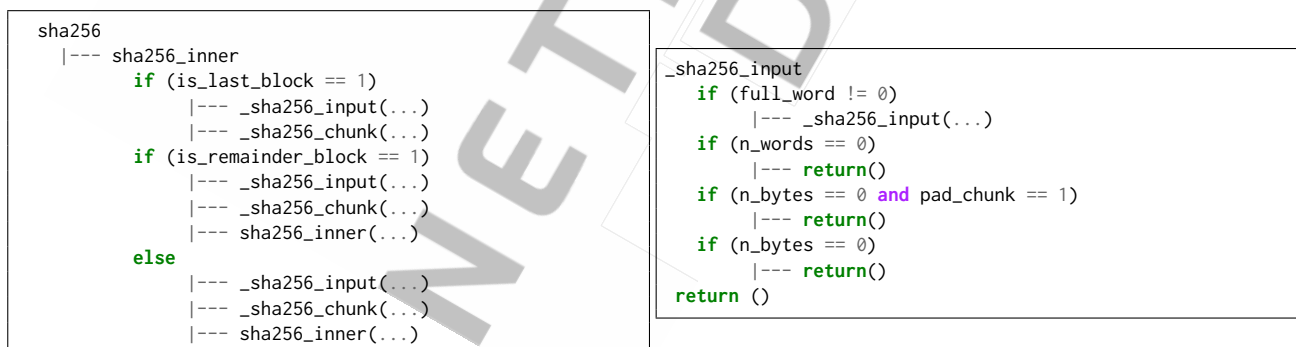 sha256
|--- sha256_inner
if (is_last_block == 1)
|--- _sha256_input(...)
|--- _sha256_chunk(...)
if (is_remainder_block == 1)
|--- _sha256_input(...)
|--- _sha256_chunk(...)
|--- sha256_inner(...)
else
|--- _sha256_input(...)
|--- _sha256_chunk(...)
|--- sha256_inner(...)
_sha256_input
if (full_word != 0)
|--- _sha256_input(...)
if (n_words == 0)
|--- return()
if (n_bytes == 0 and pad_chunk == 1)
|--- return()
if (n_bytes == 0)
|--- return()
return ()
NET